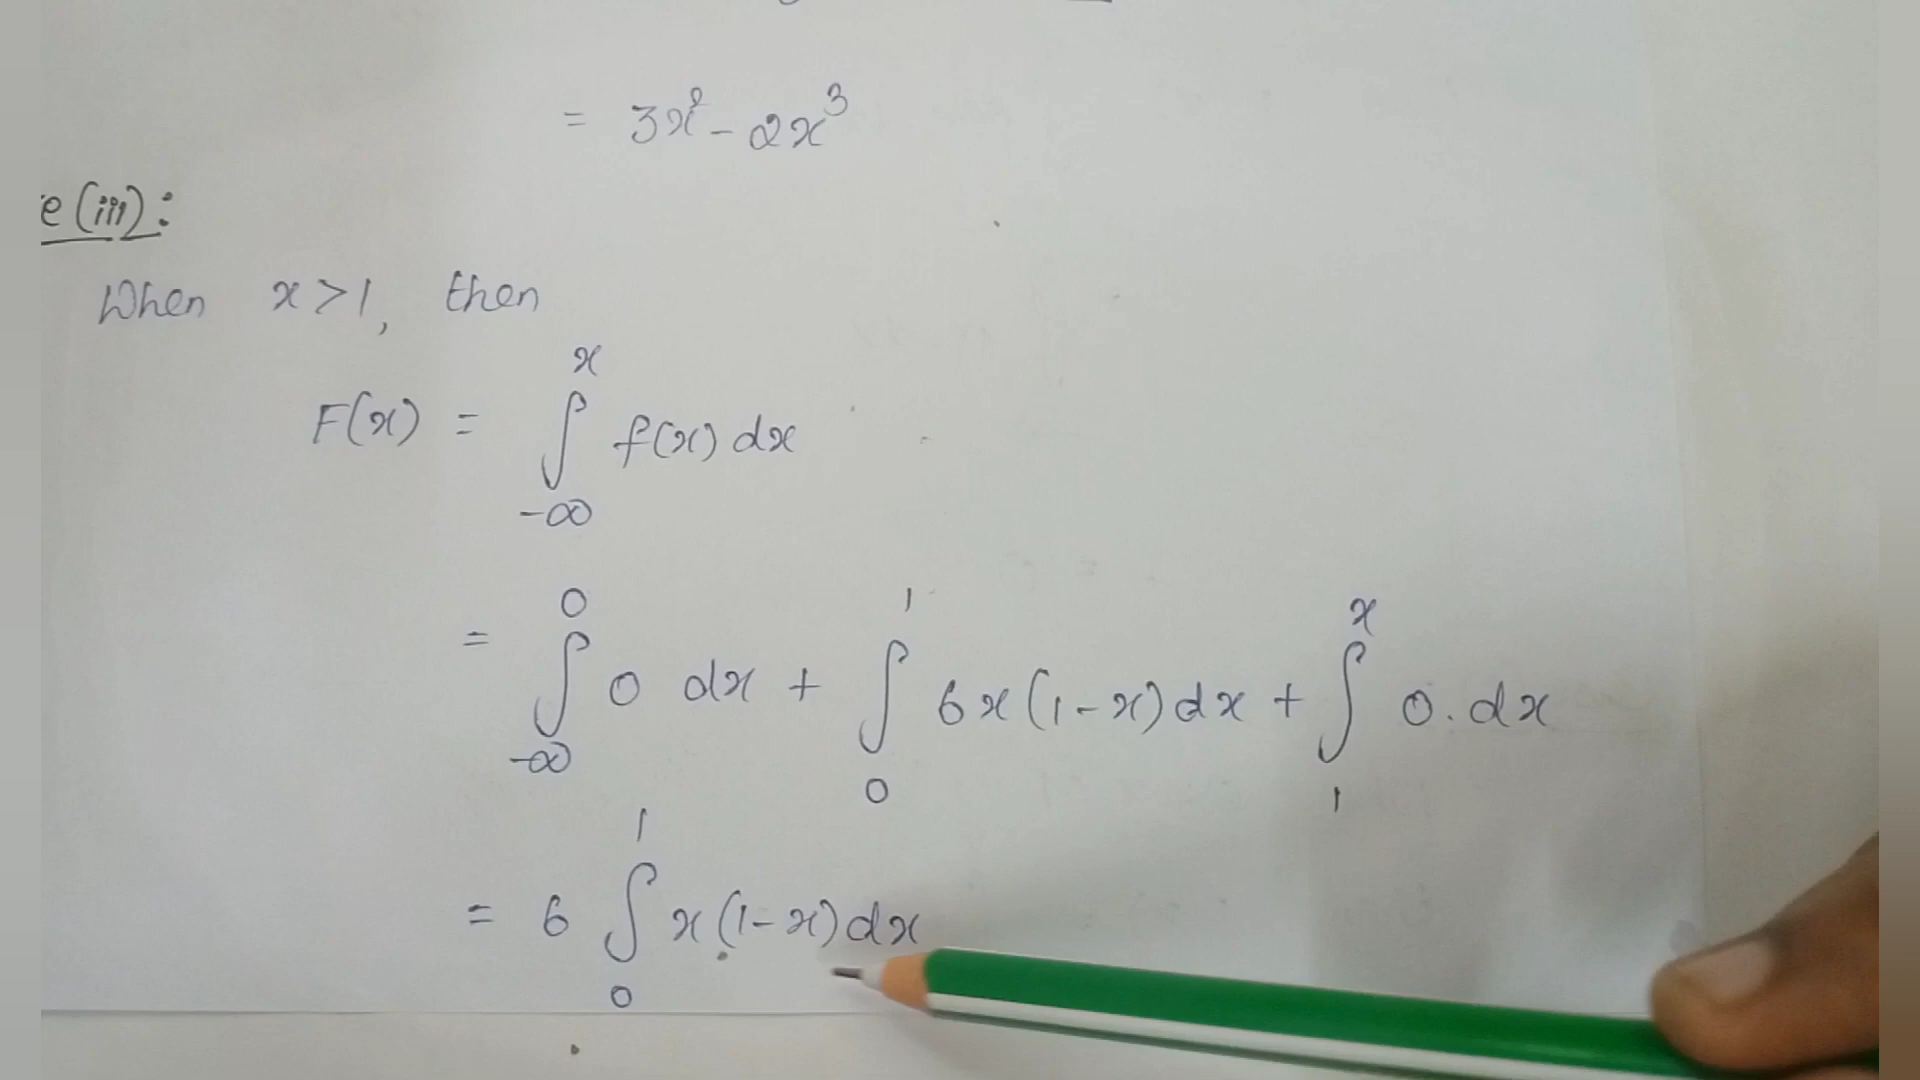 = 3x² - 2x³
e (iii):
When x>1, then
F(x) = ∫_{-∞}^{x} f(x) dx
= ∫_{-∞}^{0} 0 dx + ∫_{0}^{1} 6x(1-x)dx + ∫_{1}^{x} 0. dx
= 6 ∫_{0}^{1} x(1-x)dx